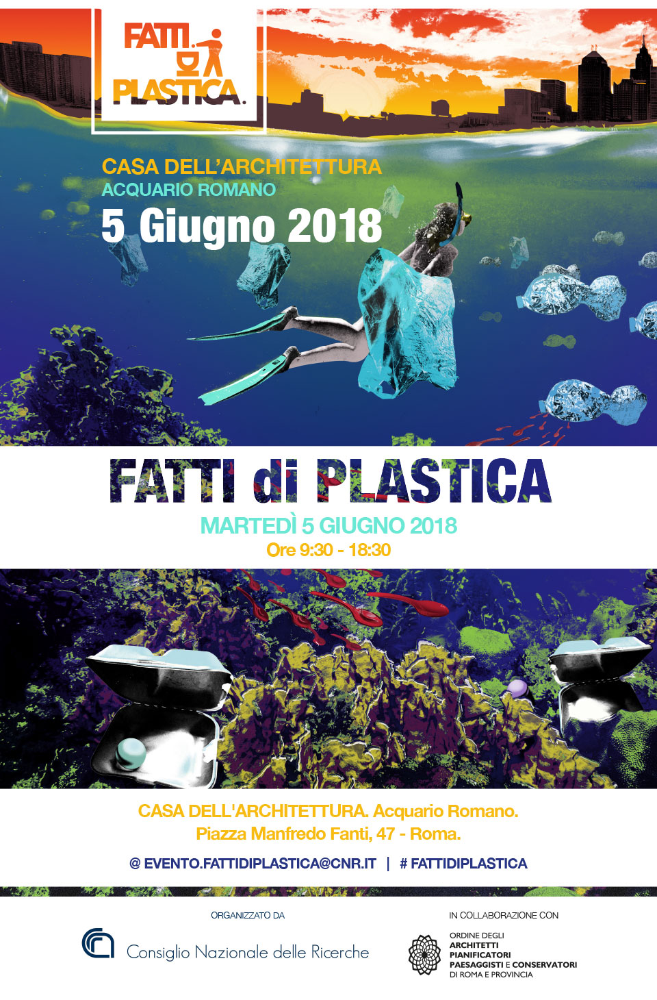 FATTI.
DI
PLASTICA.
CASA DELL'ARCHITETTURA
ACQUARIO ROMANO
5 Giugno 2018
FATTI di PLASTICA
MARTEDÌ 5 GIUGNO 2018
Ore 9:30 - 18:30
CASA DELL'ARCHITETTURA. Acquario Romano.
Piazza Manfredo Fanti, 47 - Roma.
@ EVENTO.FATTIDIPLASTICA@CNR.IT | # FATTIDIPLASTICA
ORGANIZZATO DA
Consiglio Nazionale delle Ricerche
IN COLLABORAZIONE CON
ORDINE DEGLI
ARCHITETTI
PIANIFICATORI
PAESAGGISTI E CONSERVATORI
DI ROMA E PROVINCIA